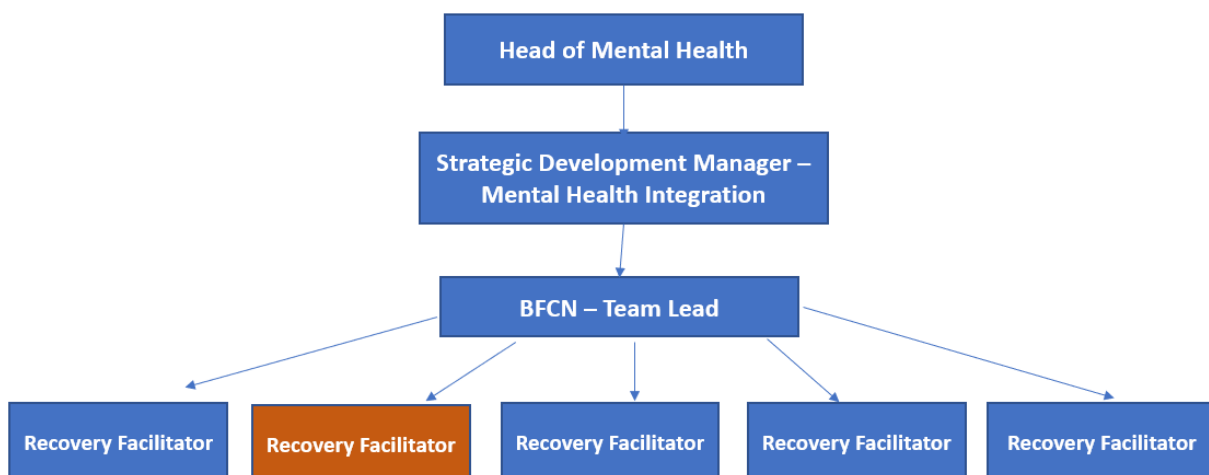 Head of Mental Health
Strategic Development Manager –
Mental Health Integration
BFCN – Team Lead
Recovery Facilitator
Recovery Facilitator
Recovery Facilitator
Recovery Facilitator
Recovery Facilitator